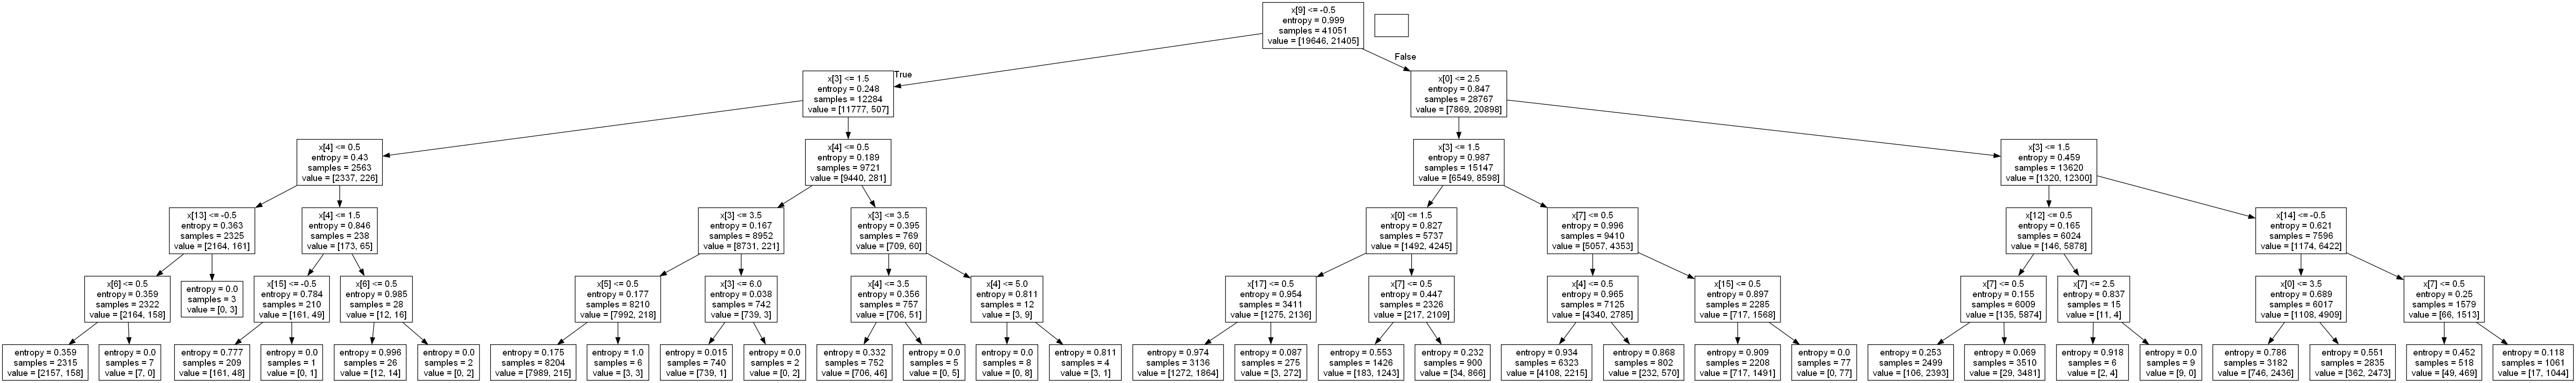 x[9] <= -0.5
entropy = 0.999
samples = 41051
value = [19646, 21405]
True
False
x[3] <= 1.5
entropy = 0.248
samples = 12284
value = [11777, 507]
x[0] <= 2.5
entropy = 0.847
samples = 28767
value = [7869, 20898]
x[4] <= 0.5
entropy = 0.43
samples = 2563
value = [2337, 226]
x[4] <= 0.5
entropy = 0.189
samples = 9721
value = [9440, 281]
x[3] <= 1.5
entropy = 0.987
samples = 15147
value = [6549, 8598]
x[3] <= 1.5
entropy = 0.459
samples = 13620
value = [1320, 12300]
x[13] <= -0.5
entropy = 0.363
samples = 2325
value = [2164, 161]
x[4] <= 1.5
entropy = 0.846
samples = 238
value = [173, 65]
x[3] <= 3.5
entropy = 0.167
samples = 8952
value = [8731, 221]
x[3] <= 3.5
entropy = 0.395
samples = 769
value = [709, 60]
x[0] <= 1.5
entropy = 0.827
samples = 5737
value = [1492, 4245]
x[7] <= 0.5
entropy = 0.996
samples = 9410
value = [5057, 4353]
x[12] <= 0.5
entropy = 0.165
samples = 6024
value = [146, 5878]
x[14] <= -0.5
entropy = 0.621
samples = 7596
value = [1174, 6422]
x[6] <= 0.5
entropy = 0.359
samples = 2322
value = [2164, 158]
entropy = 0.0
samples = 3
value = [0, 3]
x[15] <= -0.5
entropy = 0.784
samples = 210
value = [161, 49]
x[6] <= 0.5
entropy = 0.985
samples = 28
value = [12, 16]
x[5] <= 0.5
entropy = 0.177
samples = 8210
value = [7992, 218]
x[3] <= 6.0
entropy = 0.038
samples = 742
value = [739, 3]
x[4] <= 3.5
entropy = 0.356
samples = 757
value = [706, 51]
x[4] <= 5.0
entropy = 0.811
samples = 12
value = [3, 9]
x[17] <= 0.5
entropy = 0.954
samples = 3411
value = [1275, 2136]
x[7] <= 0.5
entropy = 0.447
samples = 2326
value = [217, 2109]
x[4] <= 0.5
entropy = 0.965
samples = 7125
value = [4340, 2785]
x[15] <= 0.5
entropy = 0.897
samples = 2285
value = [717, 1568]
x[7] <= 0.5
entropy = 0.155
samples = 6009
value = [135, 5874]
x[7] <= 2.5
entropy = 0.837
samples = 15
value = [11, 4]
x[0] <= 3.5
entropy = 0.689
samples = 6017
value = [1108, 4909]
x[7] <= 0.5
entropy = 0.25
samples = 1579
value = [66, 1513]
entropy = 0.359
samples = 2315
value = [2157, 158]
entropy = 0.0
samples = 7
value = [7, 0]
entropy = 0.777
samples = 209
value = [161, 48]
entropy = 0.0
samples = 1
value = [0, 1]
entropy = 0.996
samples = 26
value = [12, 14]
entropy = 0.0
samples = 2
value = [0, 2]
entropy = 0.175
samples = 8204
value = [7989, 215]
entropy = 1.0
samples = 6
value = [3, 3]
entropy = 0.015
samples = 740
value = [739, 1]
entropy = 0.0
samples = 2
value = [0, 2]
entropy = 0.332
samples = 752
value = [706, 46]
entropy = 0.0
samples = 5
value = [0, 5]
entropy = 0.0
samples = 8
value = [0, 8]
entropy = 0.811
samples = 4
value = [3, 1]
entropy = 0.974
samples = 3136
value = [1272, 1864]
entropy = 0.087
samples = 275
value = [3, 272]
entropy = 0.553
samples = 1426
value = [183, 1243]
entropy = 0.232
samples = 900
value = [34, 866]
entropy = 0.934
samples = 6323
value = [4108, 2215]
entropy = 0.868
samples = 802
value = [232, 570]
entropy = 0.909
samples = 2208
value = [717, 1491]
entropy = 0.0
samples = 77
value = [0, 77]
entropy = 0.253
samples = 2499
value = [106, 2393]
entropy = 0.069
samples = 3510
value = [29, 3481]
entropy = 0.918
samples = 6
value = [2, 4]
entropy = 0.0
samples = 9
value = [9, 0]
entropy = 0.786
samples = 3182
value = [746, 2436]
entropy = 0.551
samples = 2835
value = [362, 2473]
entropy = 0.452
samples = 518
value = [49, 469]
entropy = 0.118
samples = 1061
value = [17, 1044]